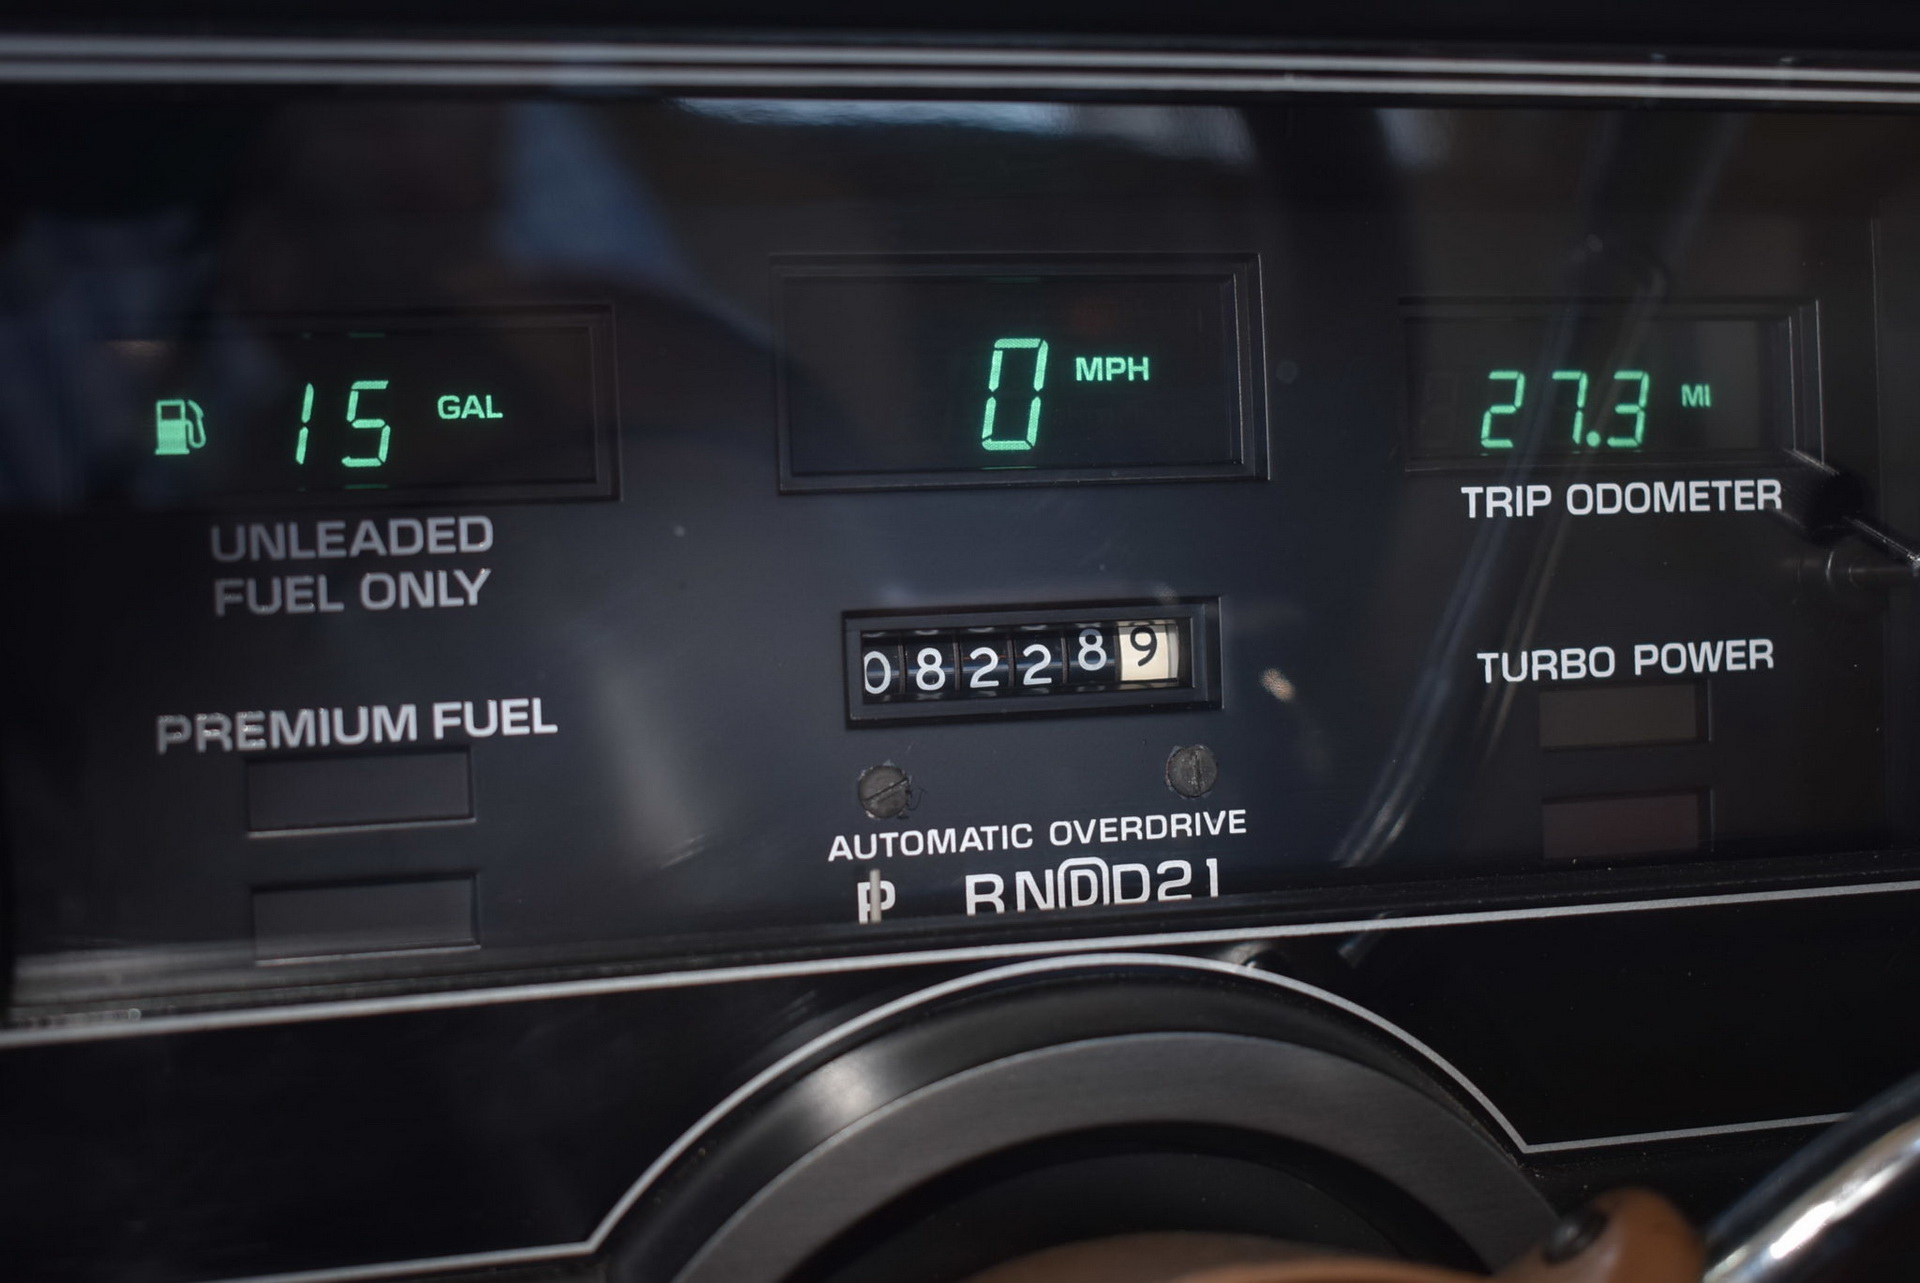 15 GAL
0 MPH
27.3 MI
UNLEADED
FUEL ONLY
TRIP ODOMETER
082289
TURBO POWER
PREMIUM FUEL
AUTOMATIC OVERDRIVE
P RNDD21